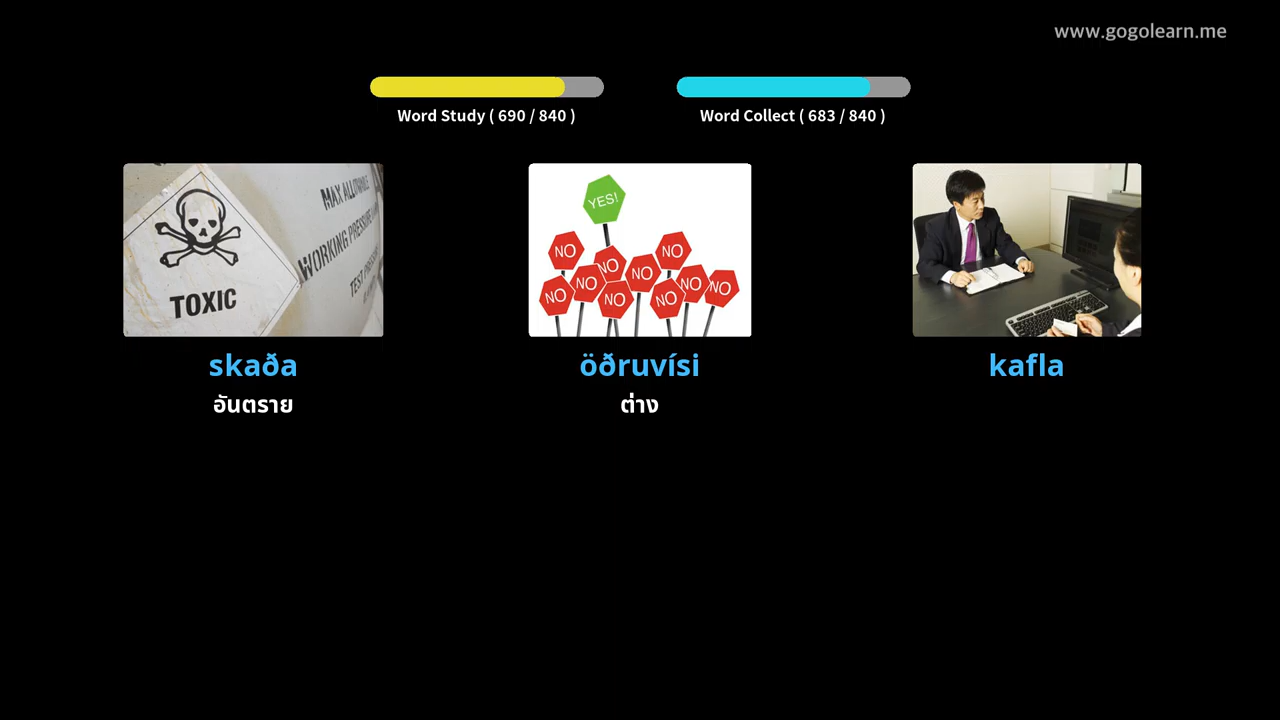 www.gogolearn.me
Word Study ( 690 / 840 )
Word Collect ( 683 / 840 )
TOXIC
MAX ALLOWABLE
WORKING PRESSURE
TEST PRESS
YES!
NO
NO
NO
NO
NO
NO
NO
NO
NO
NO
skaða
öðruvísi
kafla
อันตราย
ต่าง